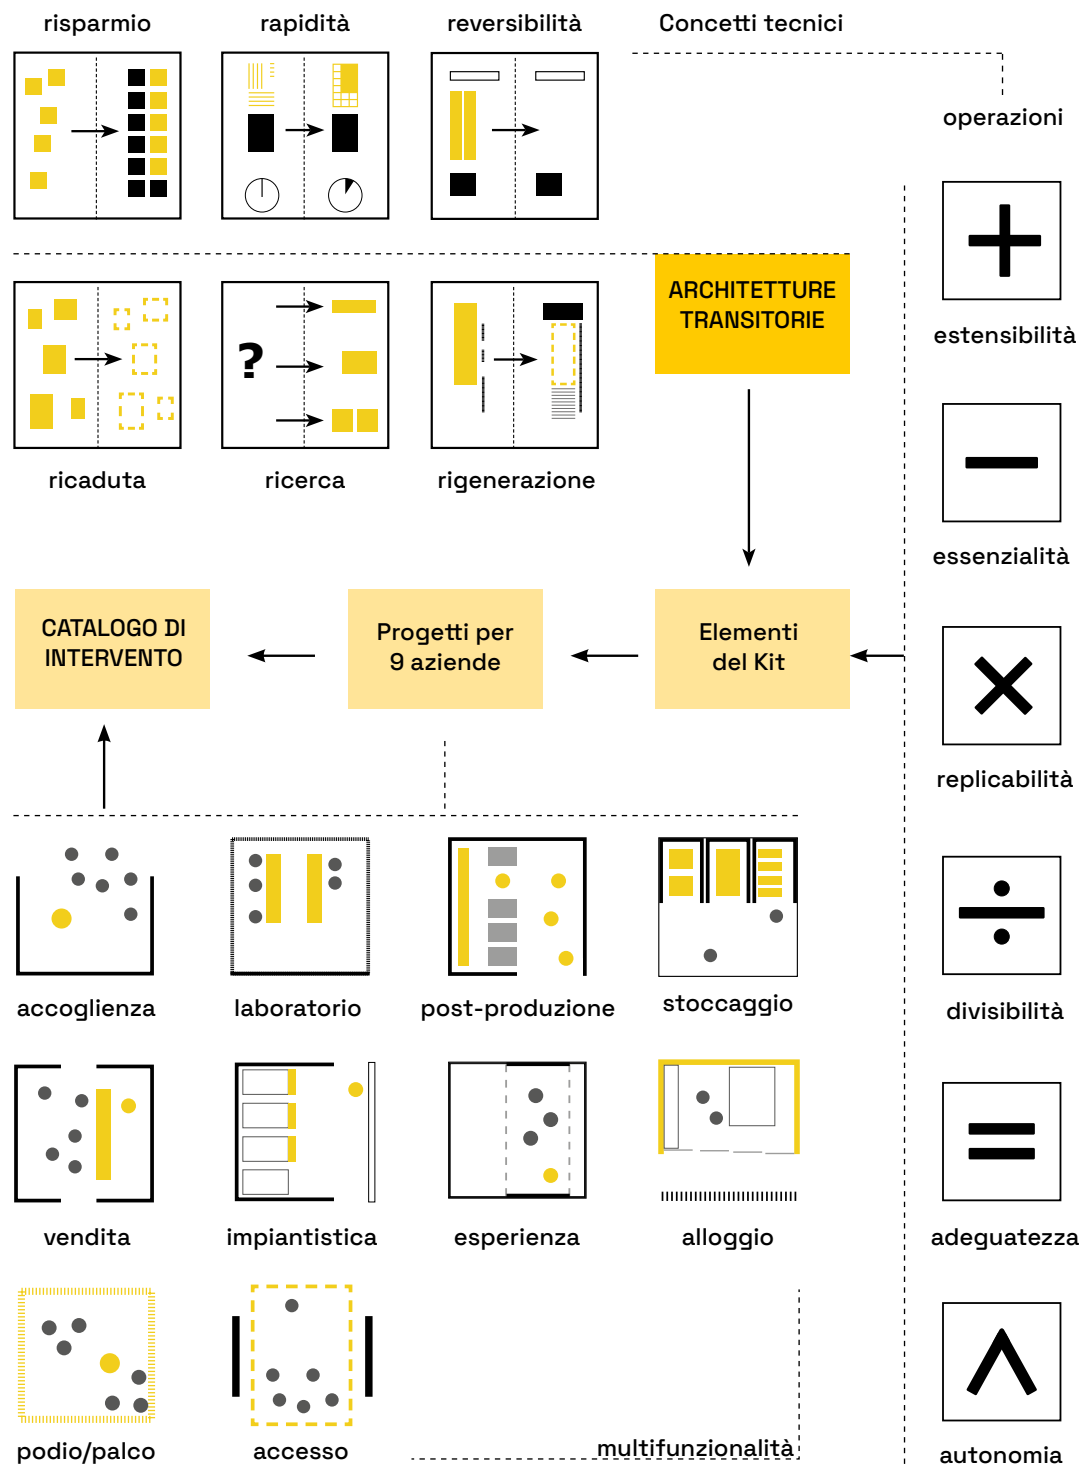 risparmio
rapidità
reversibilità
Concetti tecnici
operazioni
estensibilità
ARCHITETTURE
TRANSITORIE
?
ricaduta
ricerca
rigenerazione
essenzialità
CATALOGO DI
INTERVENTO
Progetti per
9 aziende
Elementi
del Kit
replicabilità
accoglienza
laboratorio
post-produzione
stoccaggio
divisibilità
vendita
impiantistica
esperienza
alloggio
adeguatezza
podio/palco
accesso
multifunzionalità
autonomia